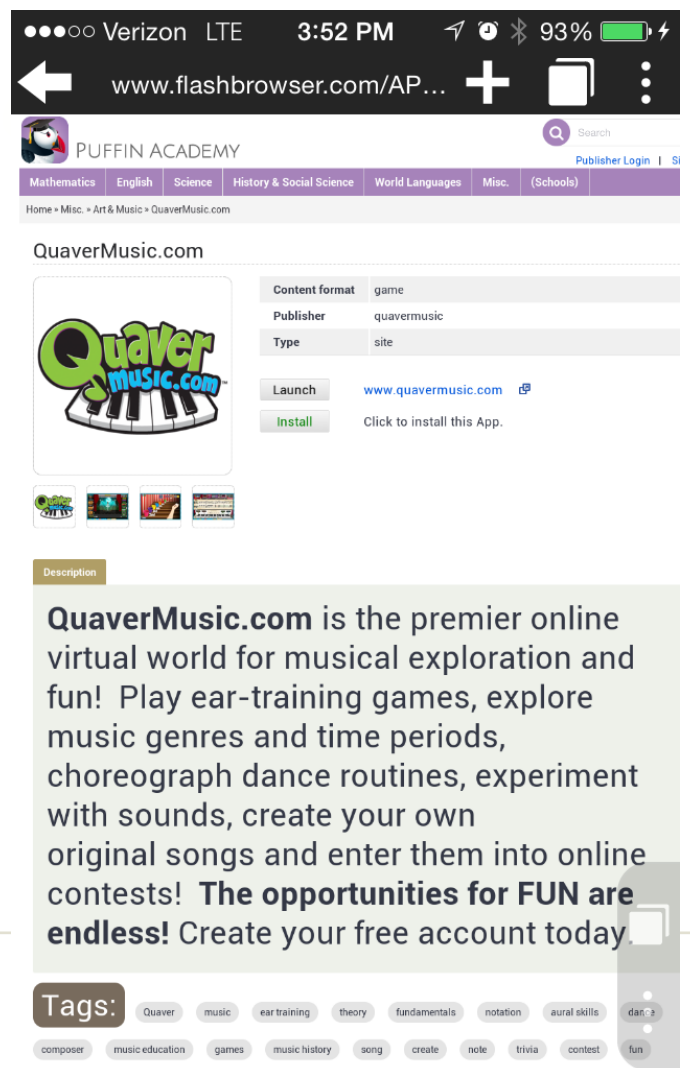 Verizon LTE 3:52 PM 93%
www.flashbrowser.com/AP...
PUFFIN ACADEMY
Search
Publisher Login | Si
Mathematics English Science History & Social Science World Languages Misc. (Schools)
Home » Misc. » Art & Music » QuaverMusic.com
QuaverMusic.com
Content format game
Publisher quavermusic
Type site
Quaver
music.com
Launch www.quavermusic.com
Install Click to install this App.
Description
QuaverMusic.com is the premier online
virtual world for musical exploration and
fun! Play ear-training games, explore
music genres and time periods,
choreograph dance routines, experiment
with sounds, create your own
original songs and enter them into online
contests! The opportunities for FUN are
endless! Create your free account today.
Tags: Quaver music ear training theory fundamentals notation aural skills dance
composer music education games music history song create note trivia contest fun